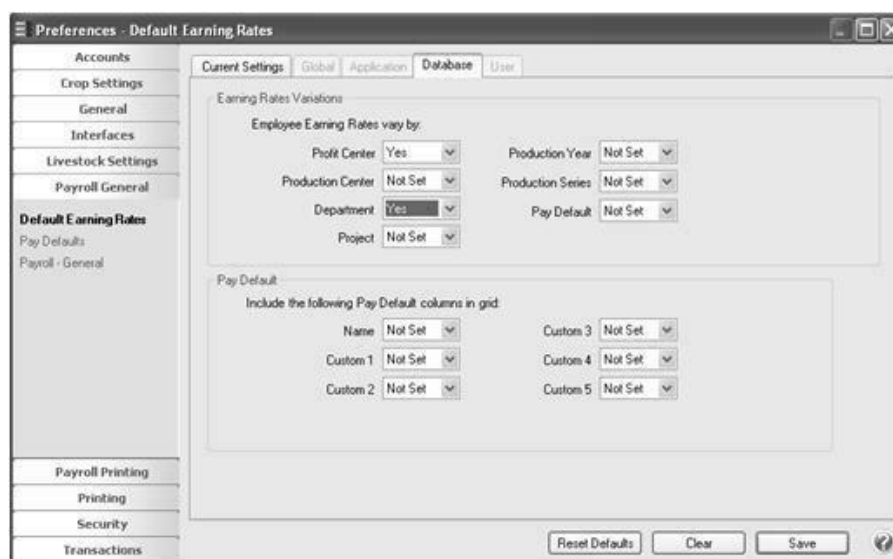 Preferences - Default Earning Rates
Accounts
Crop Settings
General
Interfaces
Livestock Settings
Payroll General
Default Earning Rates
Pay Defaults
Payroll - General
Payroll Printing
Printing
Security
Transactions
Current Settings Global Application Database User
Earning Rates Variations
Employee Earning Rates vary by:
Profit Center Yes Production Year Not Set
Production Center Not Set Production Series Not Set
Department Yes Pay Default Not Set
Project Not Set
Pay Default
Include the following Pay Default columns in grid:
Name Not Set Custom 3 Not Set
Custom 1 Not Set Custom 4 Not Set
Custom 2 Not Set Custom 5 Not Set
Reset Defaults Clear Save ?